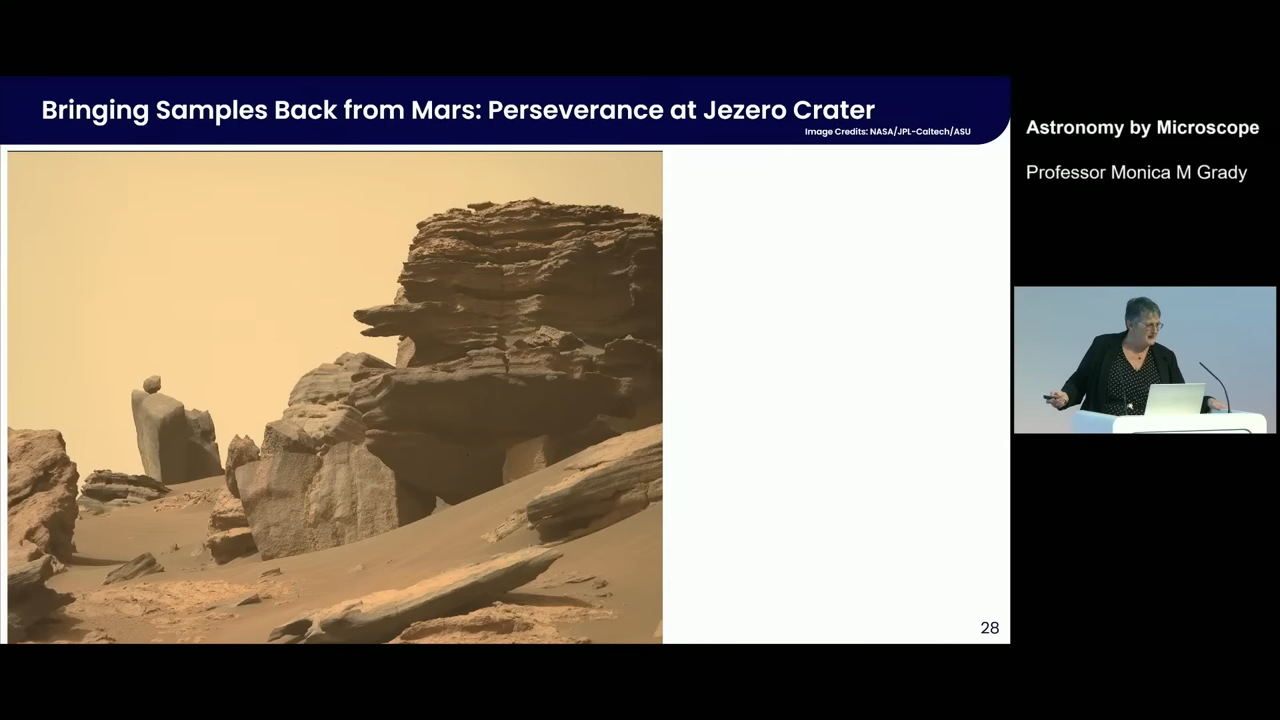 Bringing Samples Back from Mars: Perseverance at Jezero Crater
Image Credits: NASA/JPL-Caltech/ASU
28
Astronomy by Microscope
Professor Monica M Grady